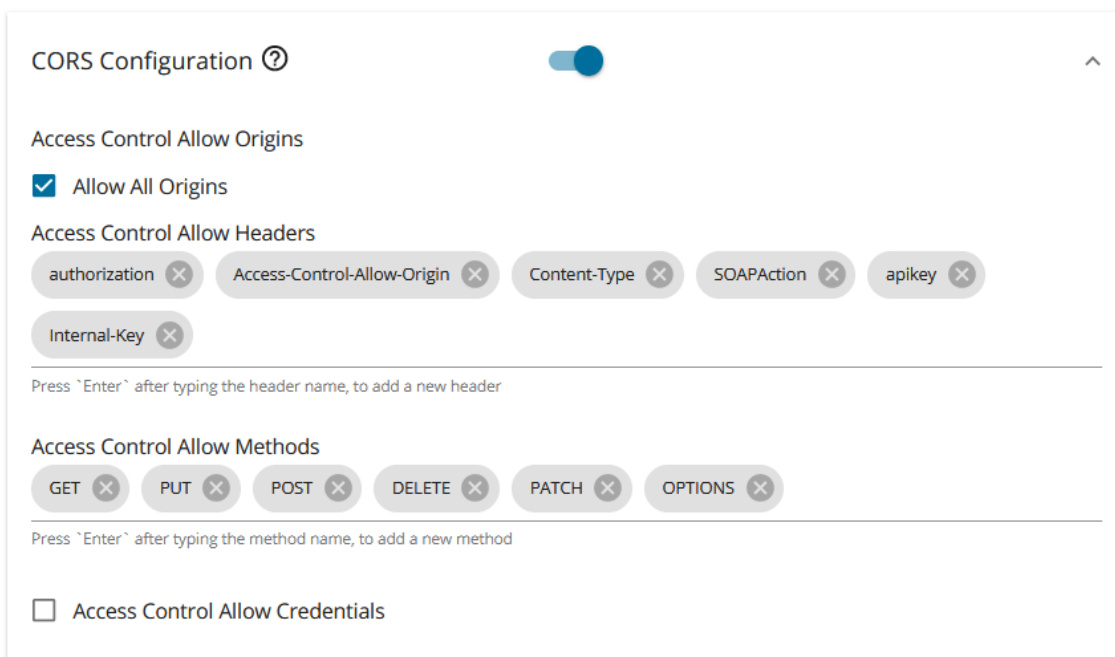 CORS Configuration ?
Access Control Allow Origins
Allow All Origins
Access Control Allow Headers
authorization Access-Control-Allow-Origin Content-Type SOAPAction apikey
Internal-Key
Press `Enter` after typing the header name, to add a new header
Access Control Allow Methods
GET PUT POST DELETE PATCH OPTIONS
Press `Enter` after typing the method name, to add a new method
Access Control Allow Credentials